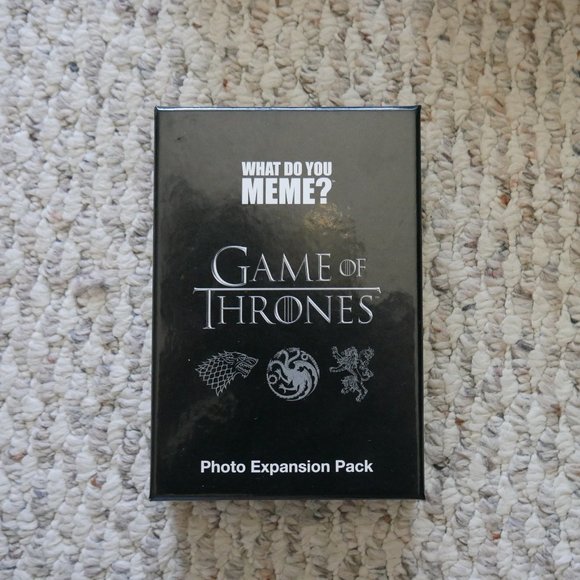 WHAT DO YOU
MEME?
GAME OF
THRONES
Photo Expansion Pack